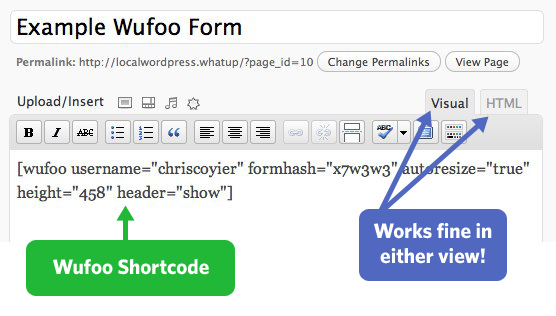 Example Wufoo Form
Permalink: http://localwordpress.whatup/?page_id=10 Change Permalinks View Page
Upload/Insert Visual HTML
B I ABC ABC
[wufoo username="chriscoyier" formhash="x7w3w3" autoresize="true"
height="458" header="show"]
Wufoo Shortcode
Works fine in
either view!